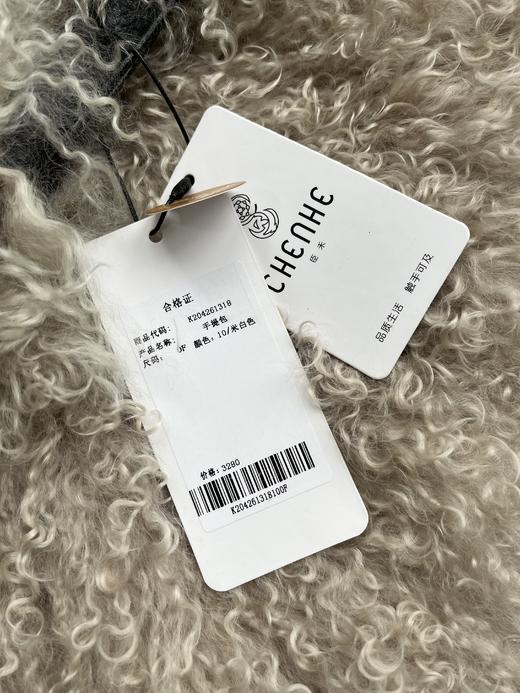 CHENHE
臣禾
品质生活 触手可及
合格证
商品代码: K204261318
产品名称: 手提包
尺码: 0F 颜色: 10/米白色
价格: 3280
K204261318100F